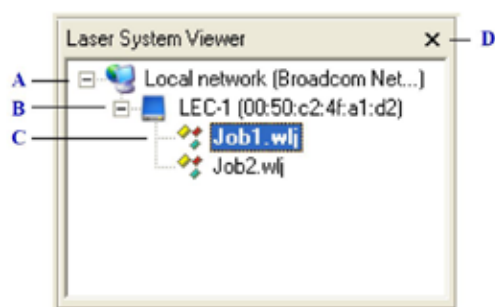 Laser System Viewer D
A Local network (Broadcom Net...)
B LEC-1 (00:50:c2:4f:a1:d2)
C Job1.wlj
Job2.wlj